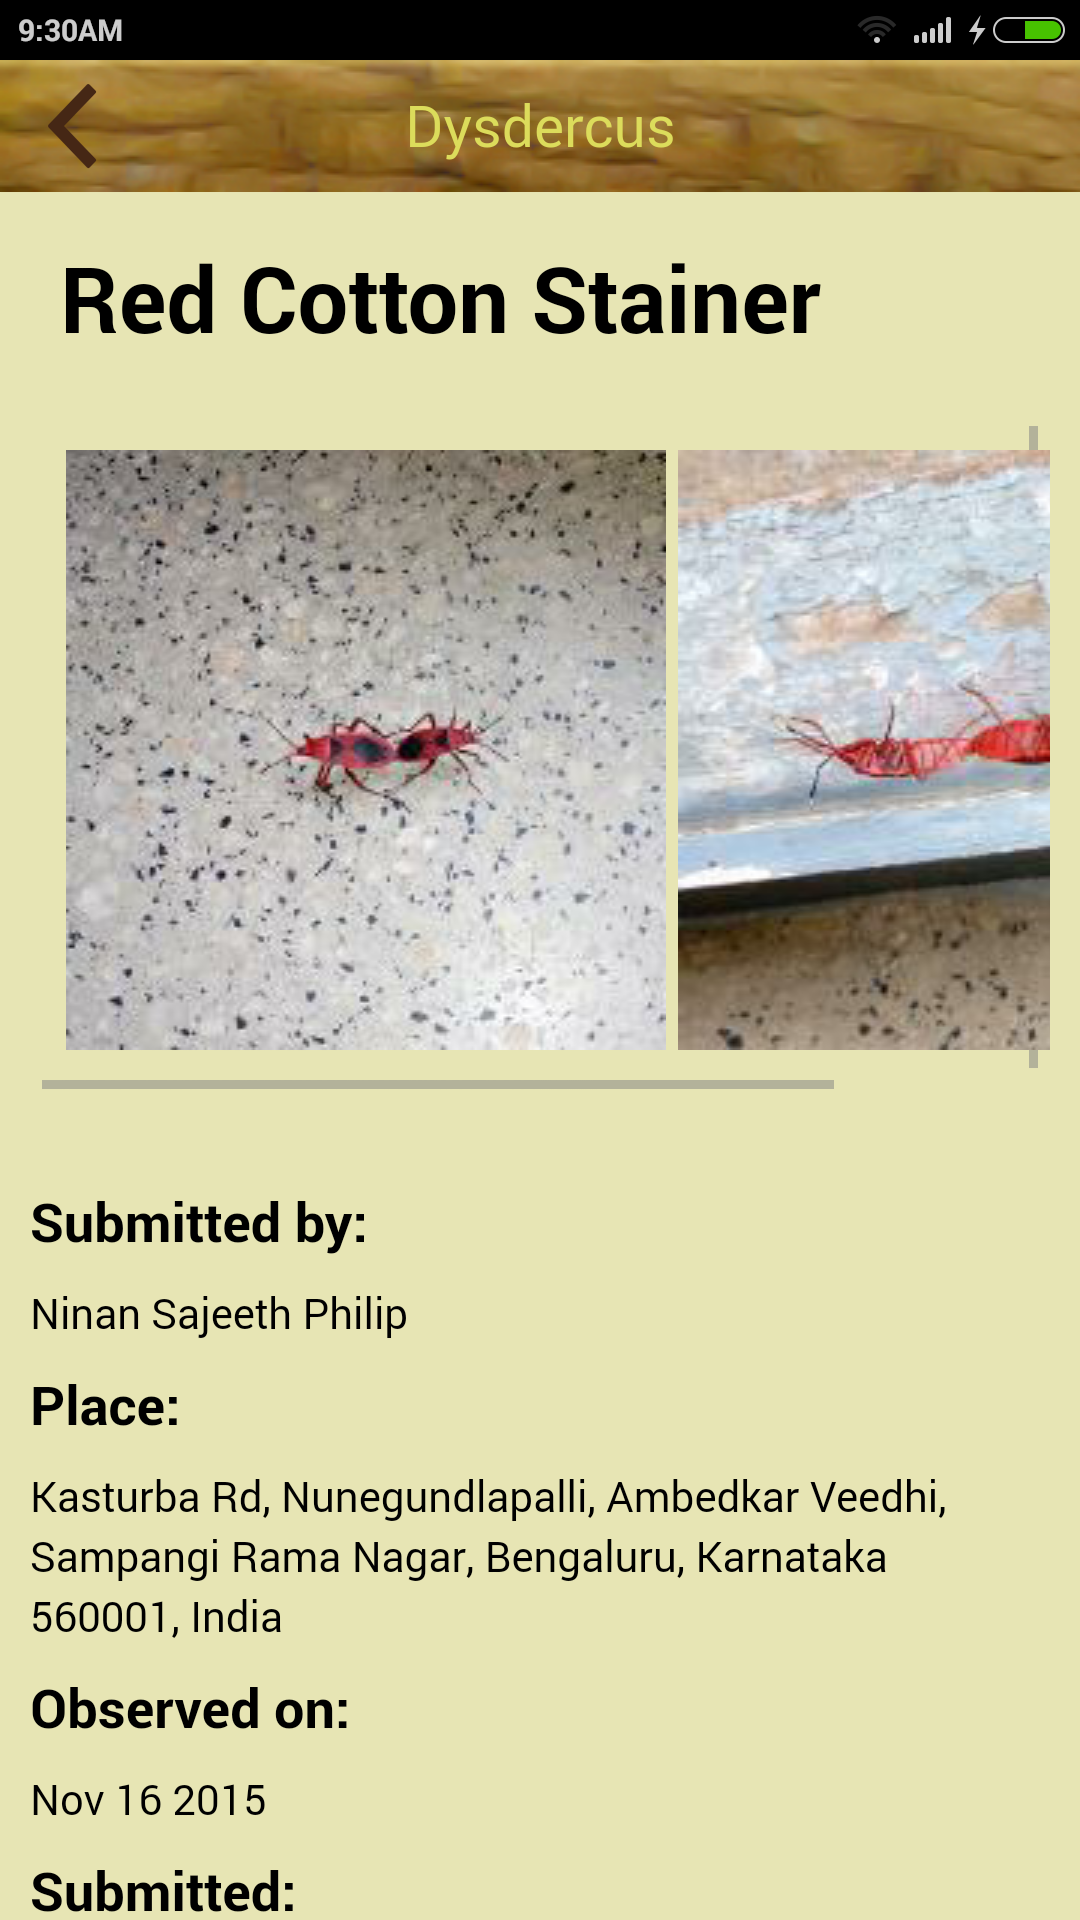 9:30AM
Dysdercus
Red Cotton Stainer
Submitted by:
Ninan Sajeeth Philip
Place:
Kasturba Rd, Nunegundlapalli, Ambedkar Veedhi,
Sampangi Rama Nagar, Bengaluru, Karnataka
560001, India
Observed on:
Nov 16 2015
Submitted: